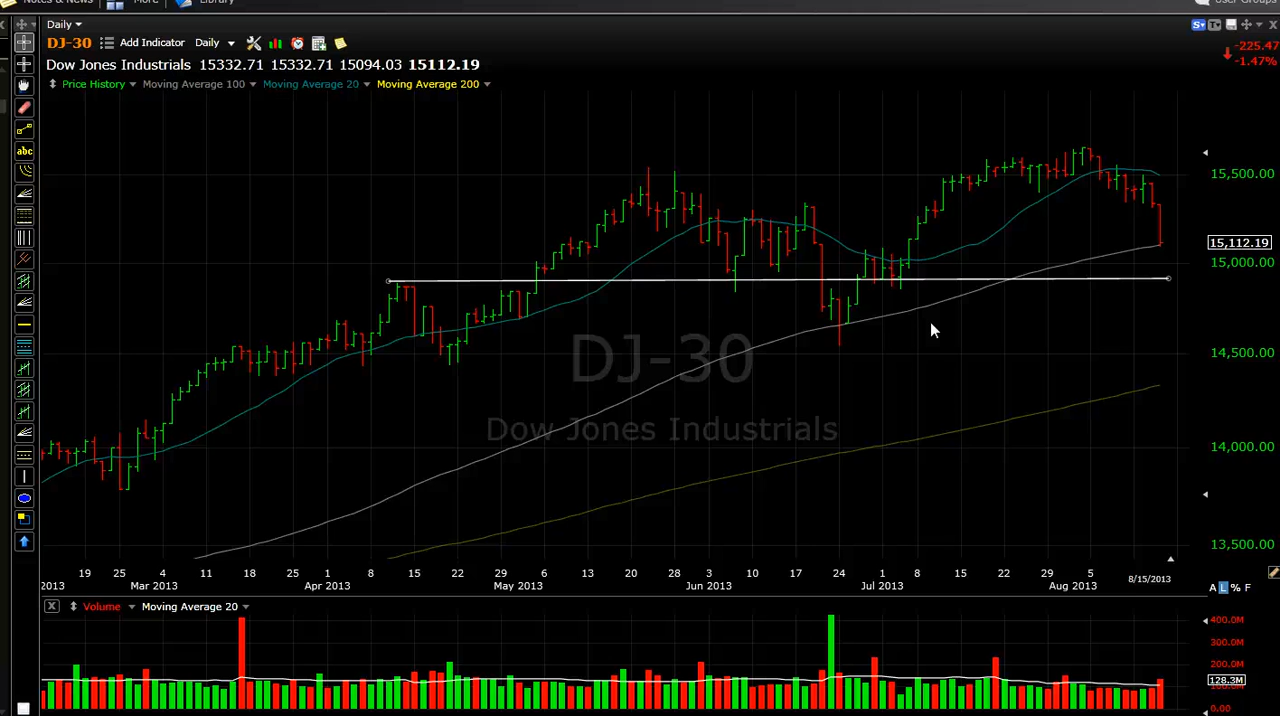 Notes & News More Library User Groups
Daily
DJ-30 Add Indicator Daily
S T
-225.47
-1.47%
Dow Jones Industrials 15332.71 15332.71 15094.03 15112.19
Price History Moving Average 100 Moving Average 20 Moving Average 200
abc
15,500.00
15,112.19
15,000.00
14,500.00
14,000.00
13,500.00
DJ-30
Dow Jones Industrials
19 25 4 11 18 25 1 8 15 22 29 6 13 20 28 3 10 17 24 1 8 15 22 29 5 8/15/2013
2013 Mar 2013 Apr 2013 May 2013 Jun 2013 Jul 2013 Aug 2013
A L % F
X Volume Moving Average 20
400.0M
300.0M
200.0M
128.3M
0.00